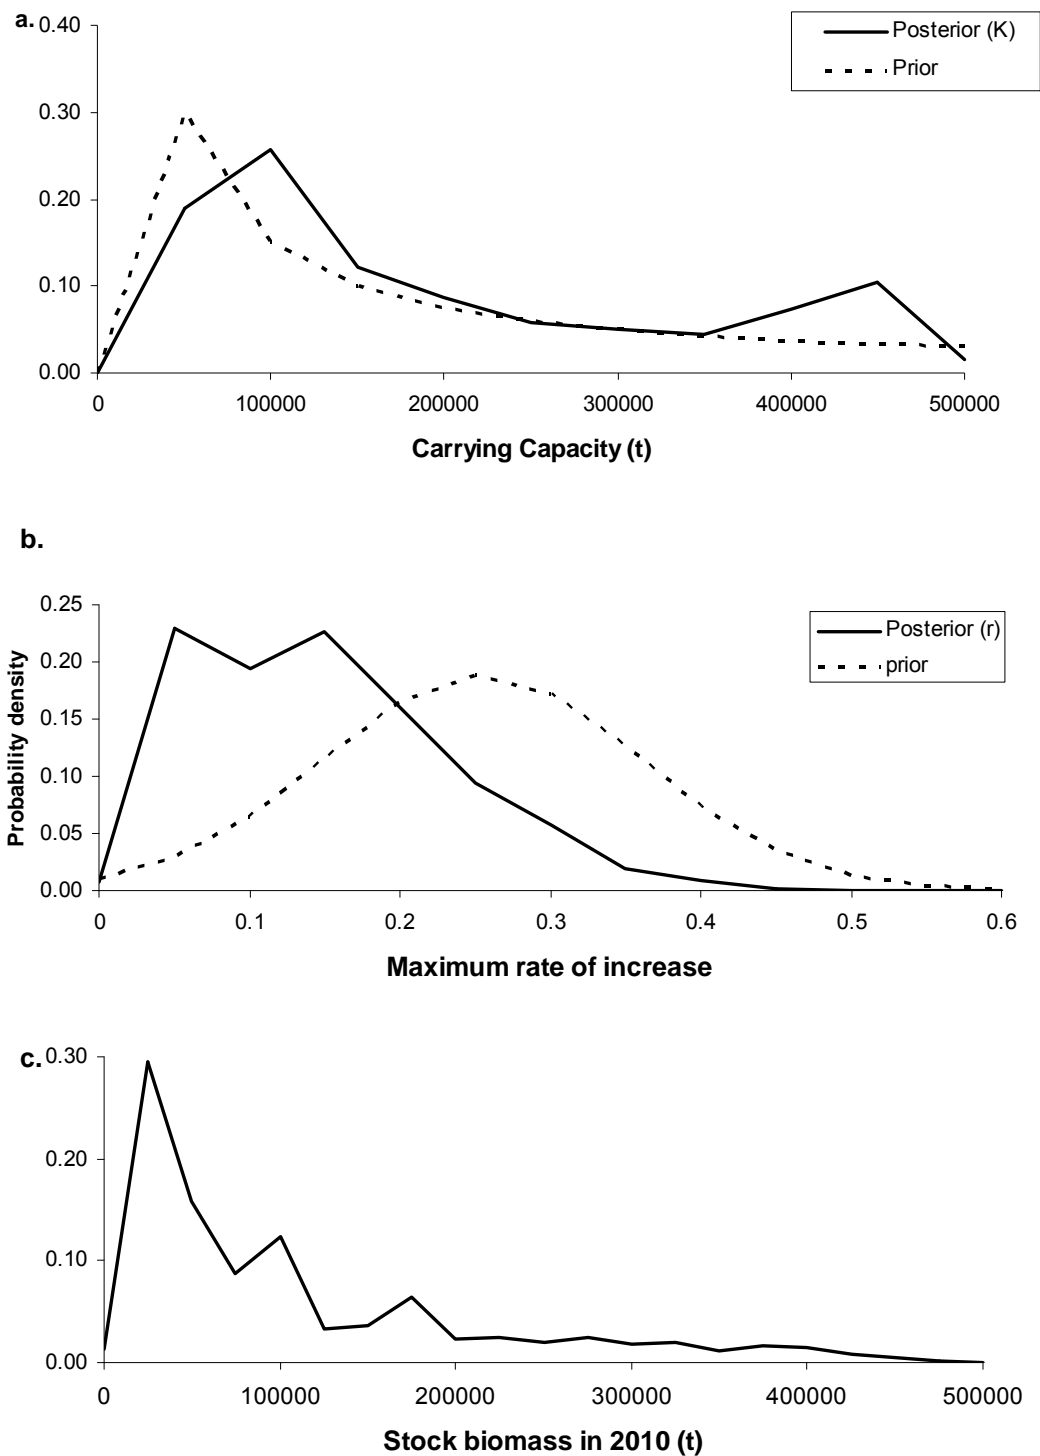 a.
0.40
0.30
0.20
0.10
0.00
Posterior (K)
Prior
0 100000 200000 300000 400000 500000
Carrying Capacity (t)
b.
0.25
0.20
0.15
0.10
0.05
0.00
Probability density
Posterior (r)
prior
0 0.1 0.2 0.3 0.4 0.5 0.6
Maximum rate of increase
c.
0.30
0.20
0.10
0.00
0 100000 200000 300000 400000 500000
Stock biomass in 2010 (t)